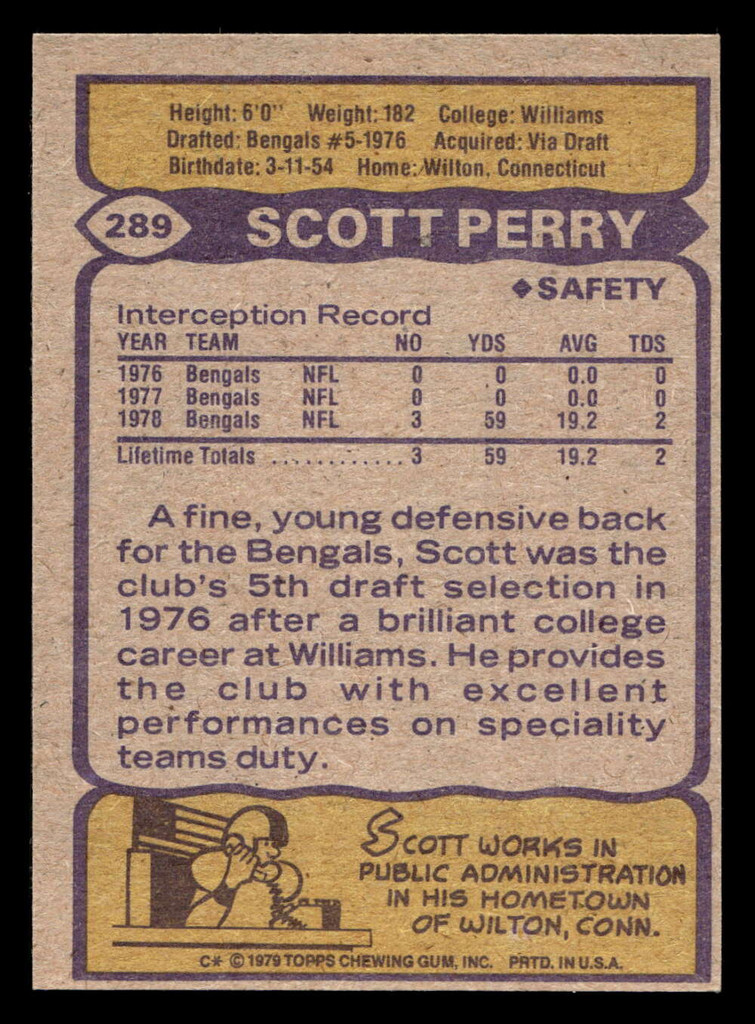 Height: 6'0" Weight: 182 College: Williams
Drafted: Bengals #5-1976 Acquired: Via Draft
Birthdate: 3-11-54 Home: Wilton, Connecticut
289 SCOTT PERRY
◆SAFETY
Interception Record
YEAR TEAM NO YDS AVG TDS
1976 Bengals NFL 0 0 0.0 0
1977 Bengals NFL 0 0 0.0 0
1978 Bengals NFL 3 59 19.2 2
Lifetime Totals ............ 3 59 19.2 2
A fine, young defensive back
for the Bengals, Scott was the
club's 5th draft selection in
1976 after a brilliant college
career at Williams. He provides
the club with excellent
performances on speciality
teams duty.
SCOTT WORKS IN
PUBLIC ADMINISTRATION
IN HIS HOMETOWN
OF WILTON, CONN.
C* © 1979 TOPPS CHEWING GUM, INC. PRTD. IN U.S.A.